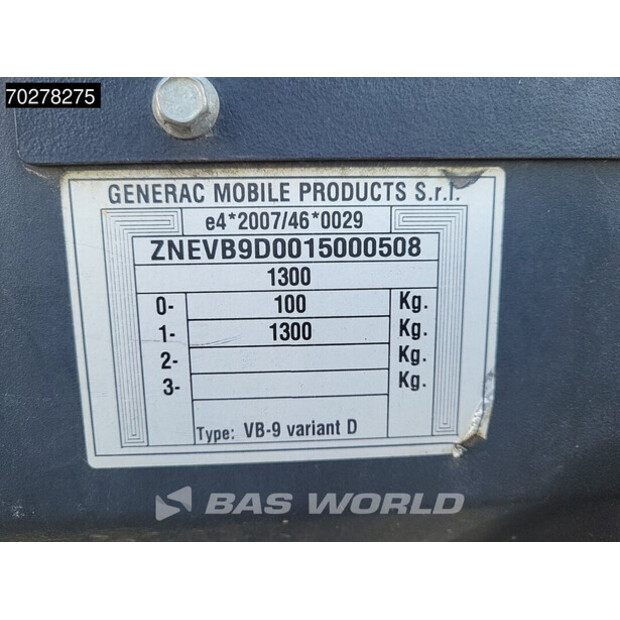 70278275
GENERAC MOBILE PRODUCTS S.r.l.
e4*2007/46*0029
ZNEVB9D0015000508
1300
0- 100 Kg.
1- 1300 Kg.
2- Kg.
3- Kg.
Type: VB-9 variant D
BAS WORLD